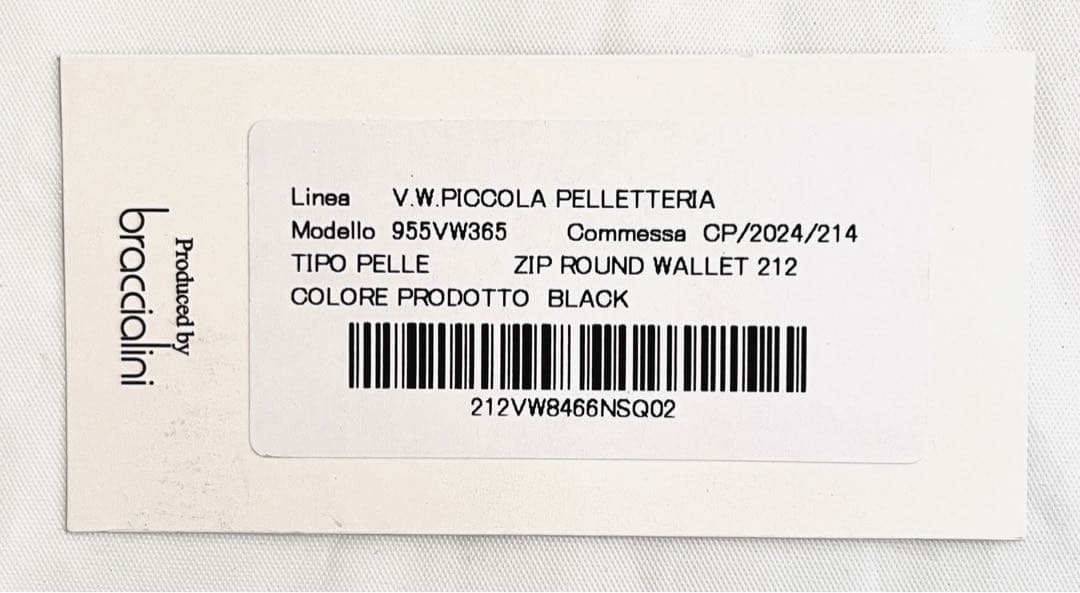 Produced by
braccialini
Linea V.W.PICCOLA PELLETTERIA
Modello 955VW365 Commessa CP/2024/214
TIPO PELLE ZIP ROUND WALLET 212
COLORE PRODOTTO BLACK
212VW8466NSQ02